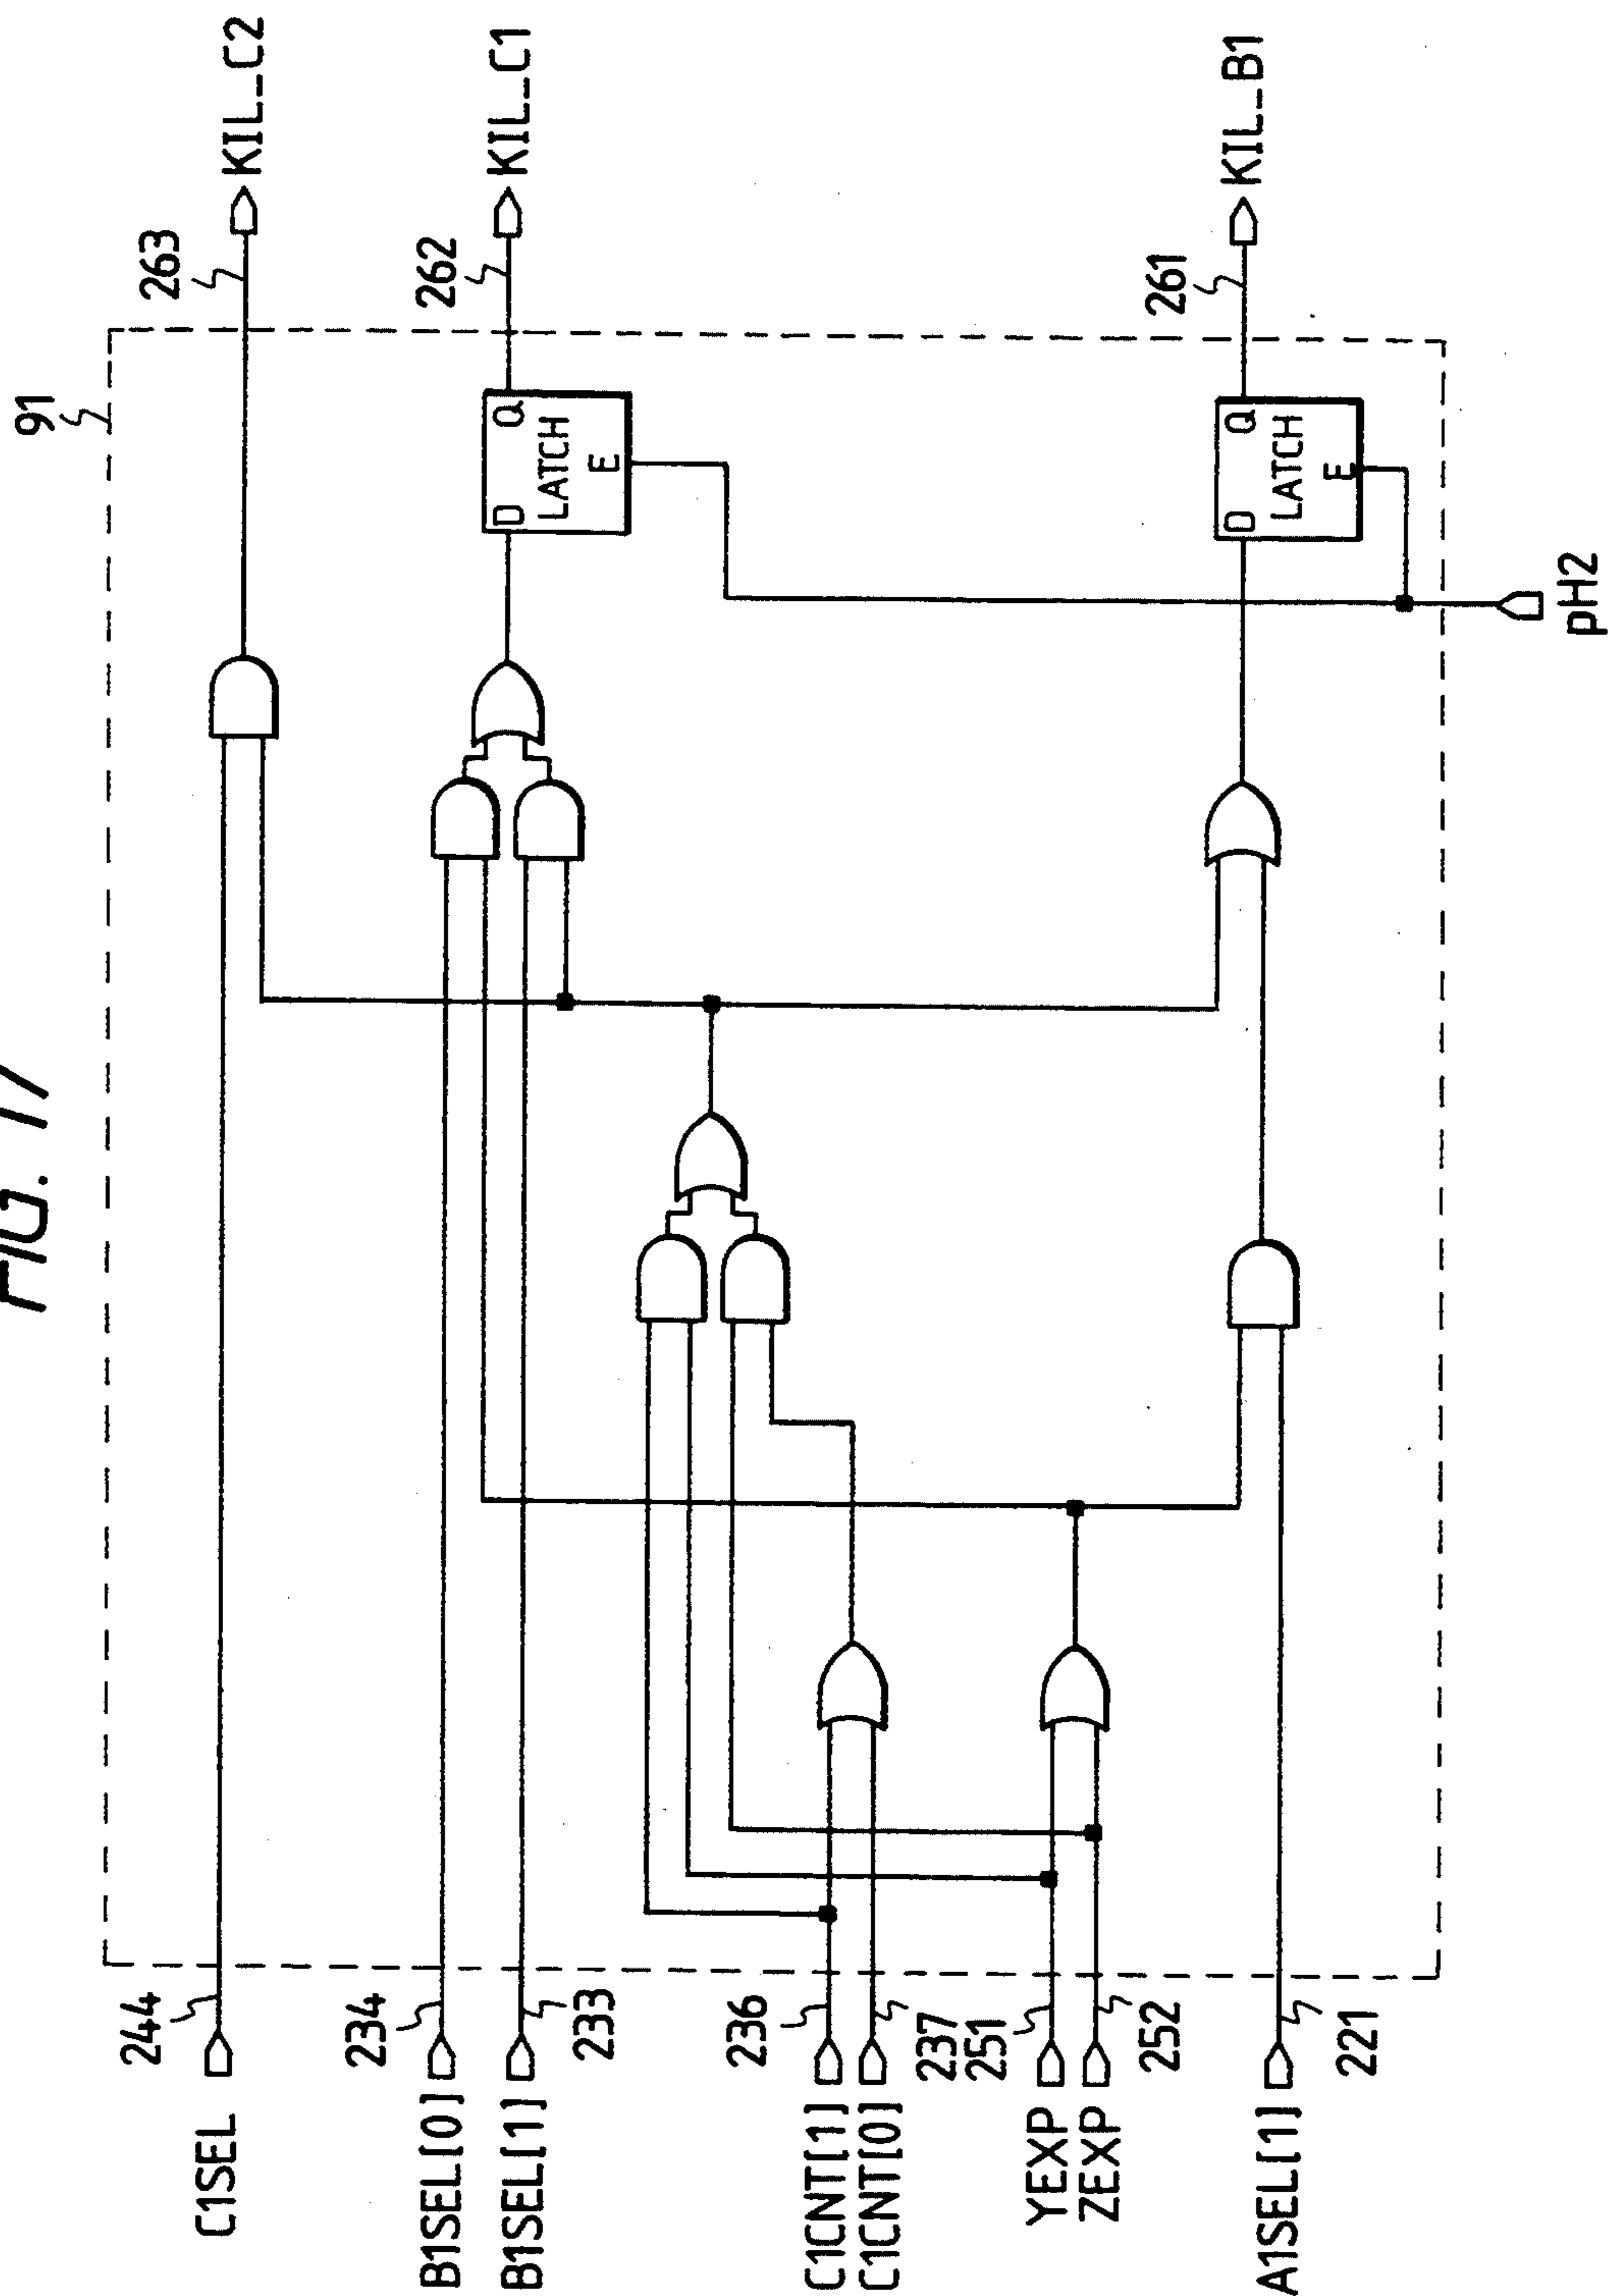 FIG. 17
91
C1SEL
244
263
KIL_C2
B1SEL[0]
234
B1SEL[1]
233
D
Q
LATCH
E
262
KIL_C1
C1CNT[1]
236
C1CNT[0]
237
YEXP
251
ZEXP
252
A1SEL[1]
221
D
Q
LATCH
E
261
KIL_B1
pH2